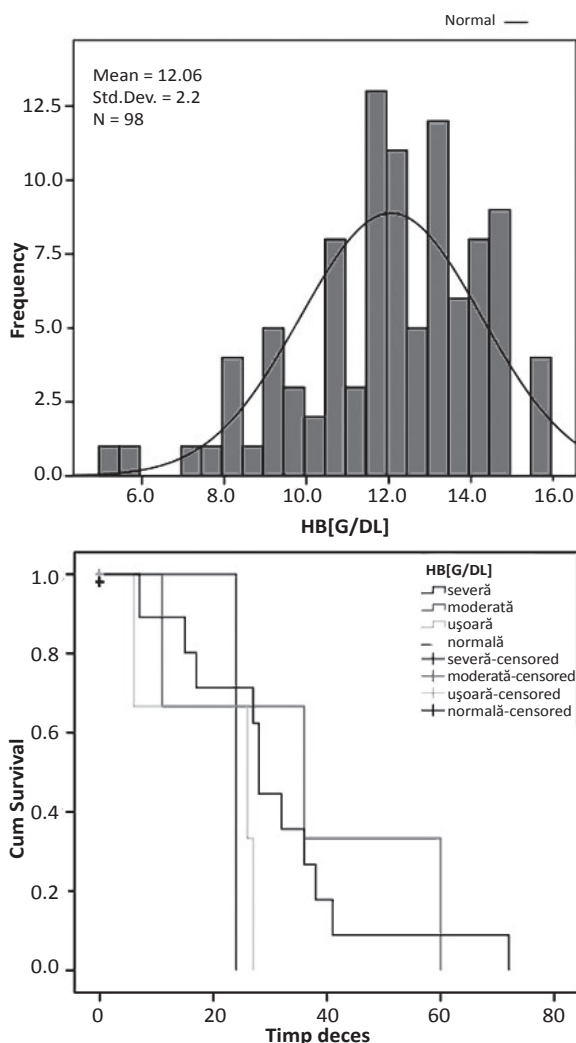 Normal
Mean = 12.06
Std.Dev. = 2.2
N = 98
Frequency
12.5
10.0
7.5
5.0
2.5
0.0
6.0 8.0 10.0 12.0 14.0 16.0
HB[G/DL]
Cum Survival
1.0
0.8
0.6
0.4
0.2
0.0
HB[G/DL]
severă
moderată
uşoară
normală
severă-censored
moderată-censored
uşoară-censored
normală-censored
0 20 40 60 80
Timp deces